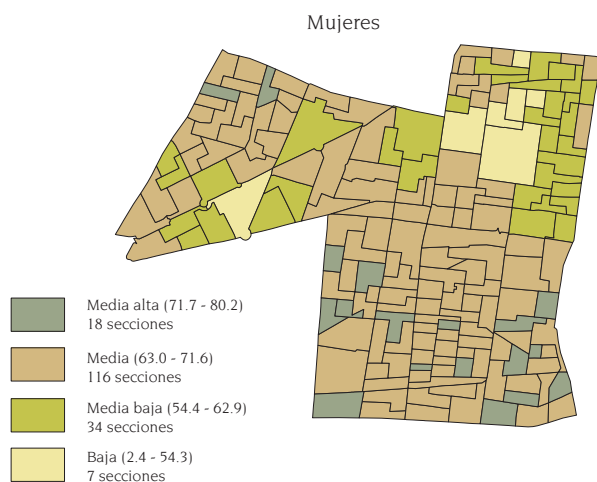 Mujeres
Media alta (71.7 - 80.2)
18 secciones
Media (63.0 - 71.6)
116 secciones
Media baja (54.4 - 62.9)
34 secciones
Baja (2.4 - 54.3)
7 secciones